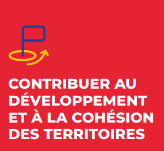 CONTRIBUER AU
DÉVELOPPEMENT
ET À LA COHÉSION
DES TERRITOIRES